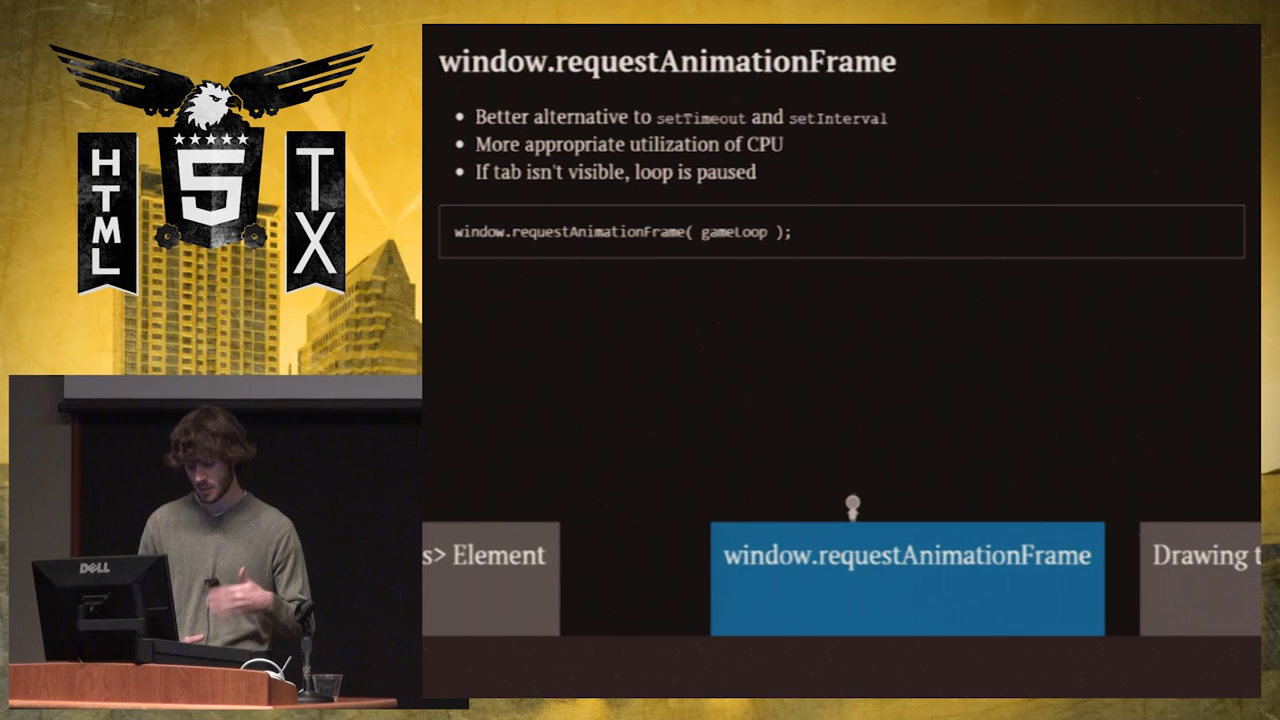 HTML
5
TX
window.requestAnimationFrame
Better alternative to setTimeout and setInterval
More appropriate utilization of CPU
If tab isn't visible, loop is paused
window.requestAnimationFrame( gameLoop );
s> Element
window.requestAnimationFrame
Drawing t
DELL